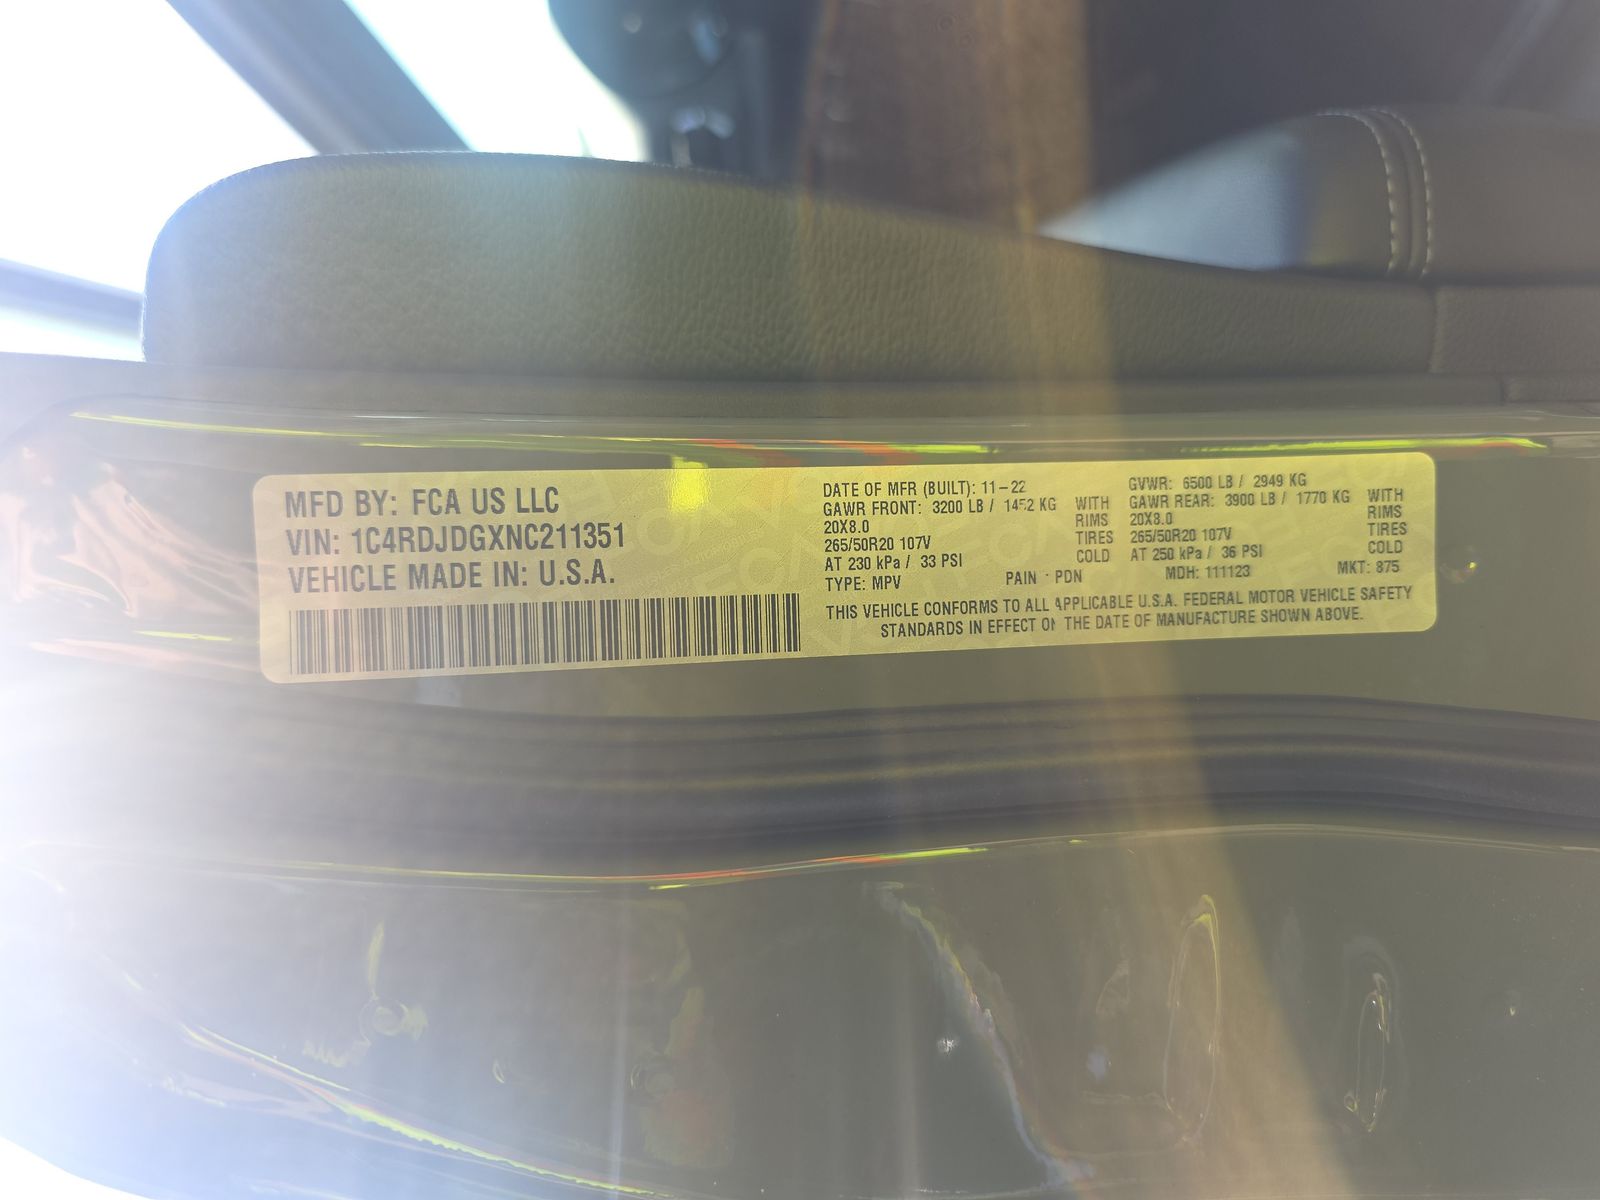 MFD BY: FCA US LLC
VIN: 1C4RDJDGXNC211351
VEHICLE MADE IN: U.S.A.
DATE OF MFR (BUILT): 11-22
GAWR FRONT: 3200 LB / 1452 KG WITH
20X8.0 RIMS
265/50R20 107V TIRES
AT 230 kPa / 33 PSI COLD
TYPE: MPV
GVWR: 6500 LB / 2949 KG
GAWR REAR: 3900 LB / 1770 KG WITH
20X8.0 RIMS
265/50R20 107V TIRES
AT 250 kPa / 36 PSI COLD
PAIN : PDN MDH: 111123 MKT: 875
THIS VEHICLE CONFORMS TO ALL APPLICABLE U.S.A. FEDERAL MOTOR VEHICLE SAFETY
STANDARDS IN EFFECT ON THE DATE OF MANUFACTURE SHOWN ABOVE.